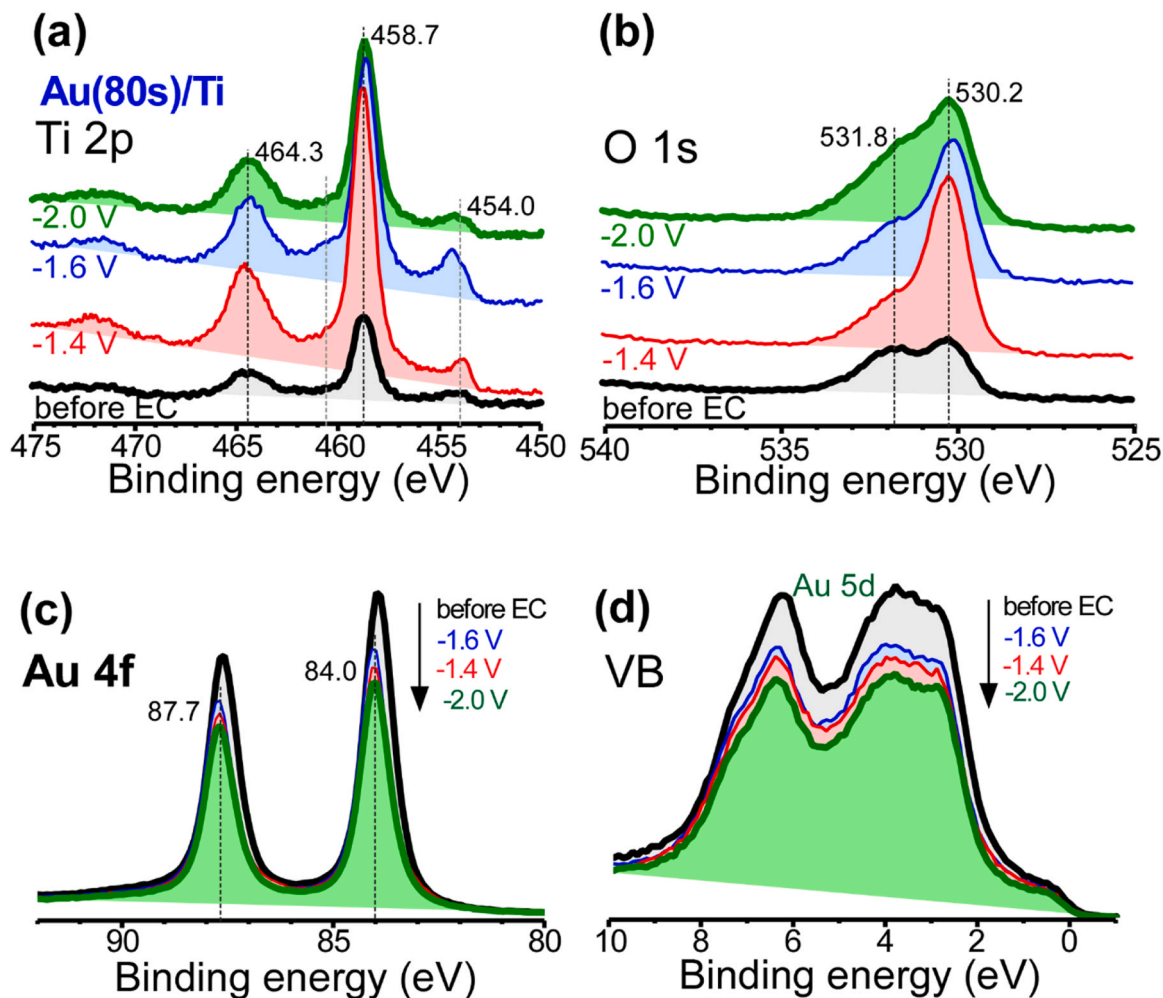 (a)
458.7
Au(80s)/Ti
Ti 2p
464.3
454.0
-2.0 V
-1.6 V
-1.4 V
before EC
475 470 465 460 455 450
Binding energy (eV)
(b)
530.2
531.8
O 1s
-2.0 V
-1.6 V
-1.4 V
before EC
540 535 530 525
Binding energy (eV)
(c)
before EC
Au 4f
-1.6 V
-1.4 V
-2.0 V
84.0
87.7
90 85 80
Binding energy (eV)
(d)
Au 5d
before EC
VB
-1.6 V
-1.4 V
-2.0 V
10 8 6 4 2 0
Binding energy (eV)